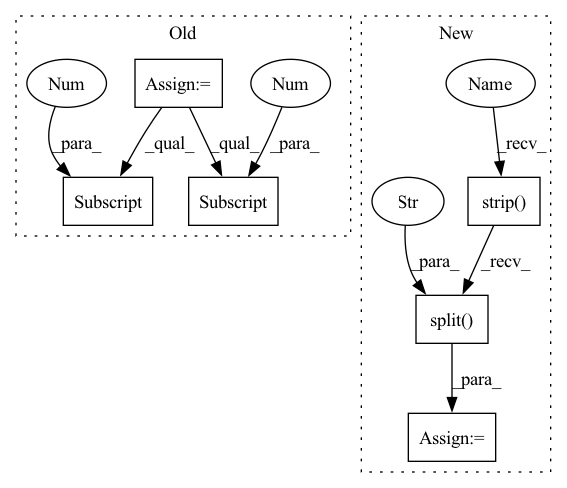 Old
New
Num
Assign:=
Num
Name
_para_
_qual_
_qual_
_para_
_recv_
Subscript
Subscript
Str
strip()
_para_
_recv_
split()
_para_
Assign:=